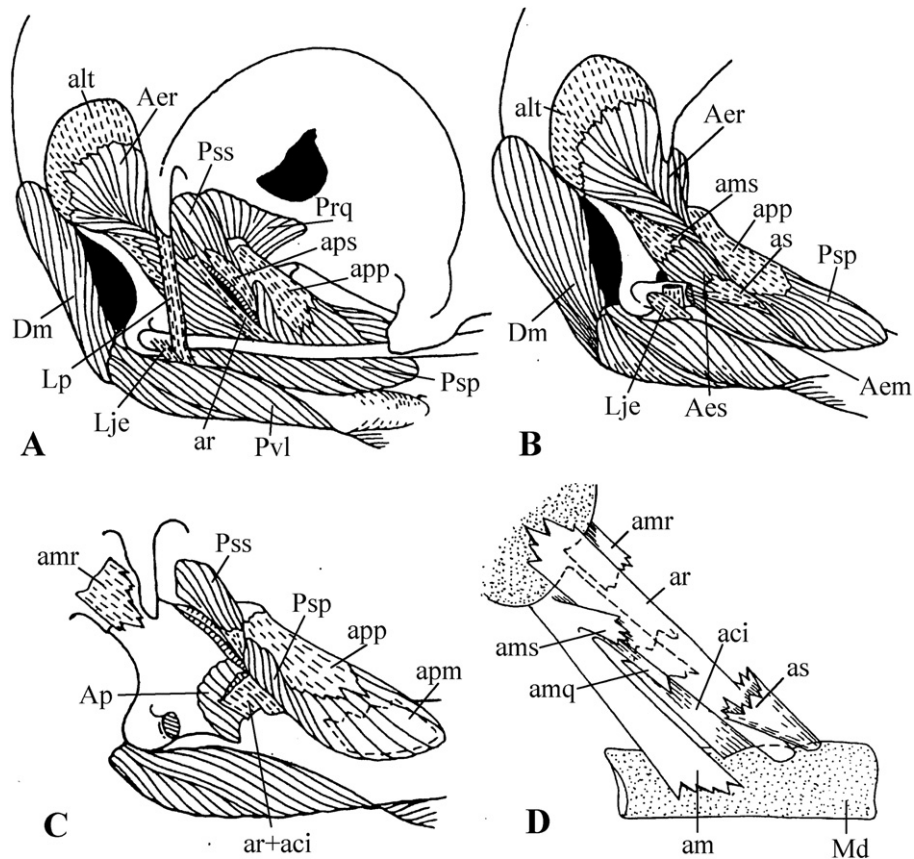 alt
Aer
Pss
Prq
aps
app
Dm
Lp
Lje
ar
Pvl
Psp
A
alt
Aer
ams
app
as
Psp
Dm
Lje
Aes
Aem
B
amr
Pss
Psp
app
apm
Ap
ar+aci
C
amr
ar
ams
aci
amq
as
am
Md
D